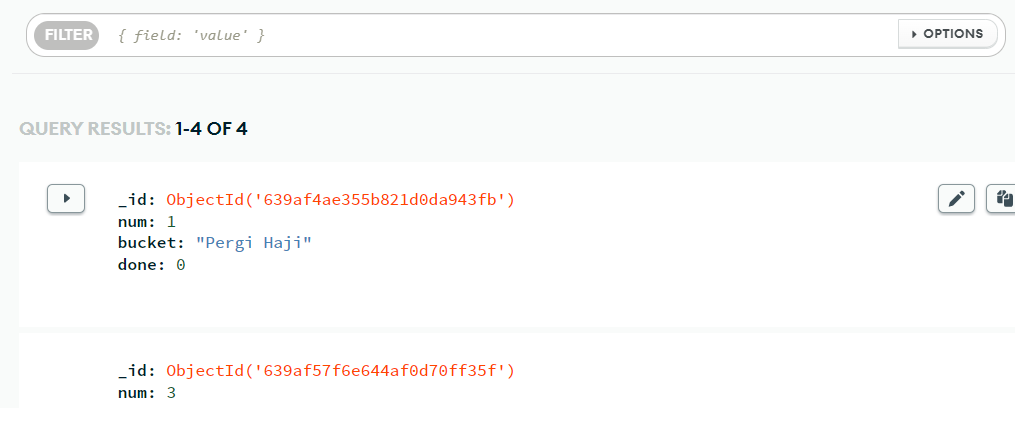 FILTER { field: 'value' } OPTIONS
QUERY RESULTS: 1-4 OF 4
_id: ObjectId('639af4ae355b821d0da943fb')
num: 1
bucket: "Pergi Haji"
done: 0
_id: ObjectId('639af57f6e644af0d70ff35f')
num: 3